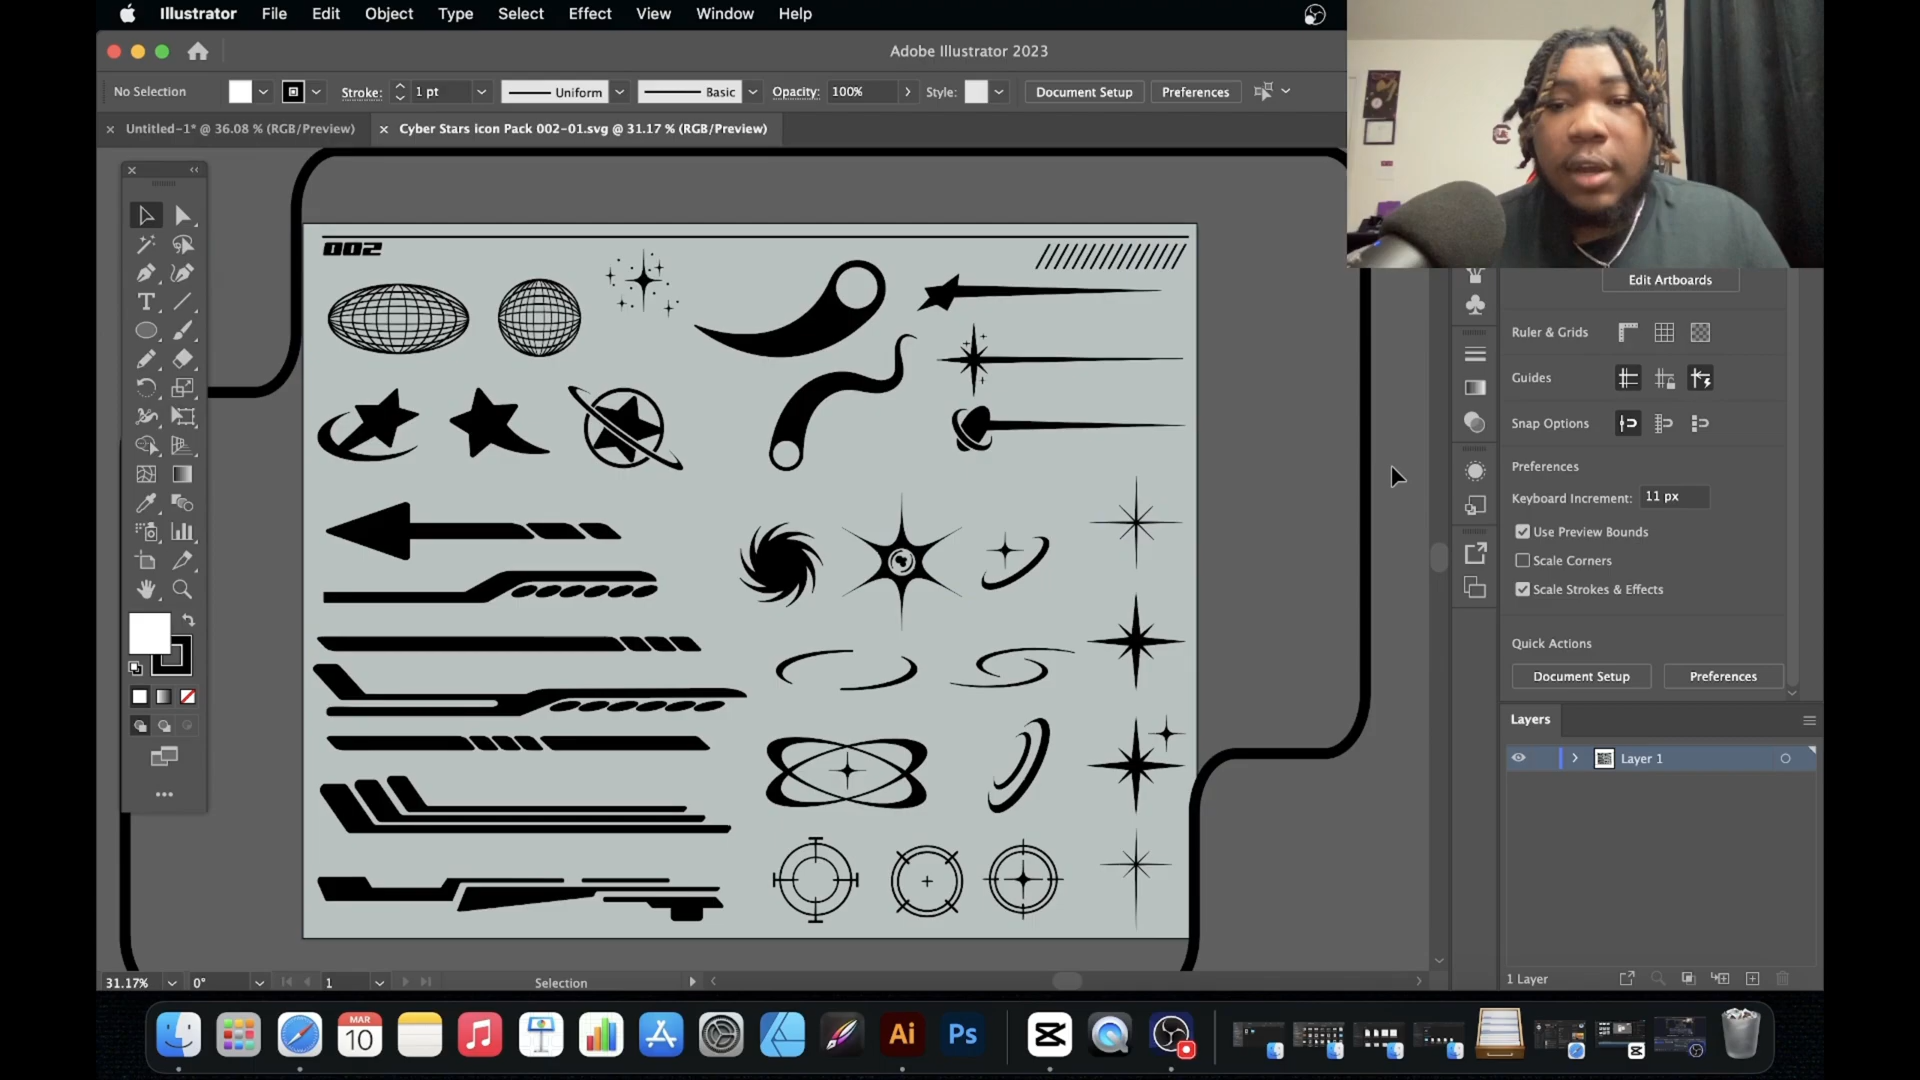 Illustrator File Edit Object Type Select Effect View Window Help
Adobe Illustrator 2023
No Selection Stroke: 1 pt Uniform Basic Opacity: 100% Style: Document Setup Preferences
Untitled-1* @ 36.08 % (RGB/Preview) Cyber Stars icon Pack 002-01.svg @ 31.17 % (RGB/Preview)
002
Edit Artboards
Ruler & Grids
Guides
Snap Options
Preferences
Keyboard Increment: 11 px
Use Preview Bounds
Scale Corners
Scale Strokes & Effects
Quick Actions
Document Setup Preferences
Layers
Layer 1
1 Layer
31.17% 0° 1 Selection
MAR
10
Ai Ps